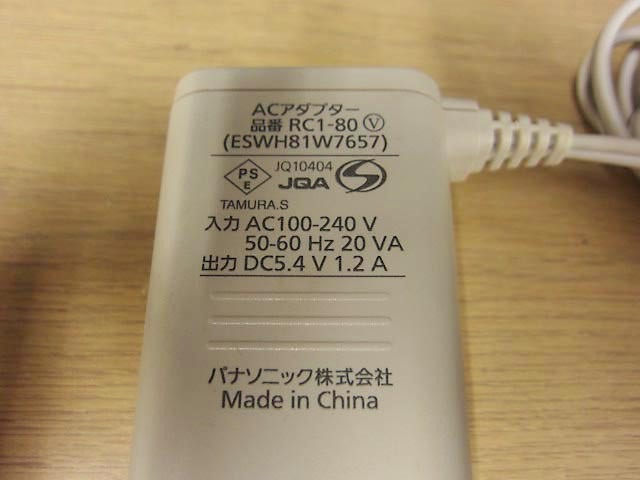 ACアダプター
品番 RC1-80 Ⓥ
(ESWH81W7657)
PS
E
JQ10404
JQA
TAMURA.S
入力 AC100-240 V
50-60 Hz 20 VA
出力 DC5.4 V 1.2 A
パナソニック株式会社
Made in China